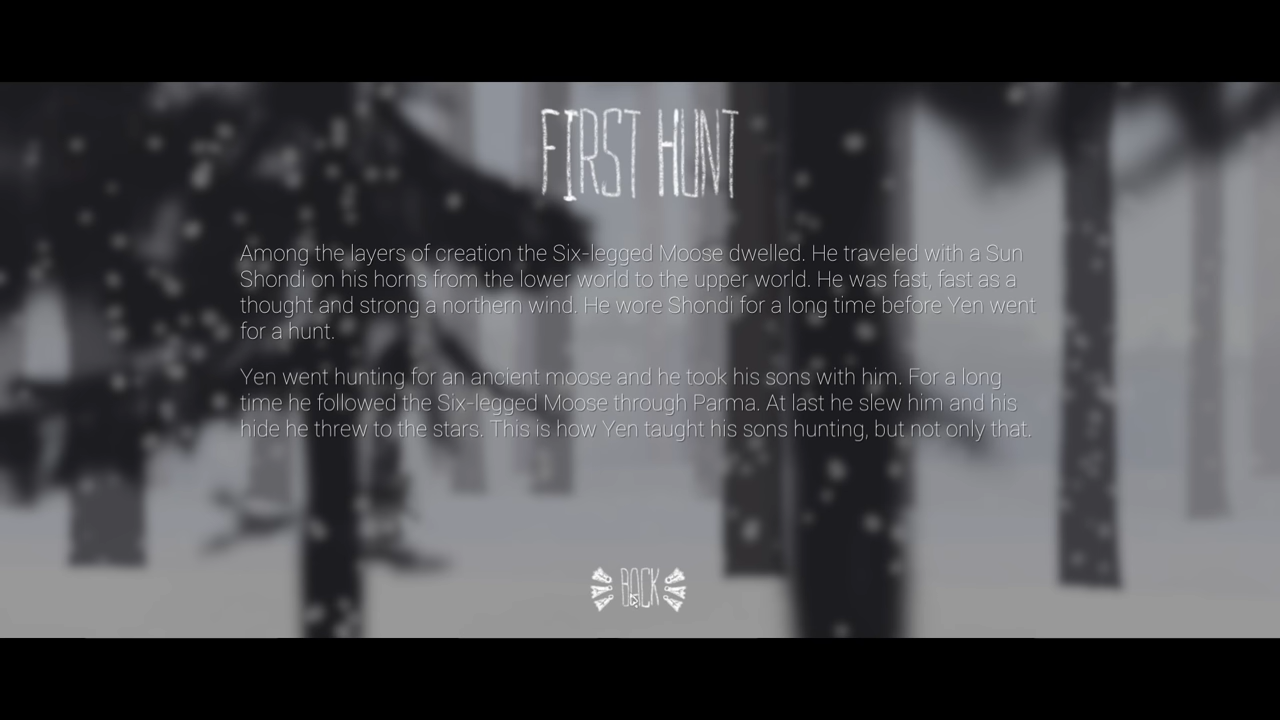 FIRST HUNT
Among the layers of creation the Six-legged Moose dwelled. He traveled with a Sun
Shondi on his horns from the lower world to the upper world. He was fast, fast as a
thought and strong a northern wind. He wore Shondi for a long time before Yen went
for a hunt.
Yen went hunting for an ancient moose and he took his sons with him. For a long
time he followed the Six-legged Moose through Parma. At last he slew him and his
hide he threw to the stars. This is how Yen taught his sons hunting, but not only that.
BACK